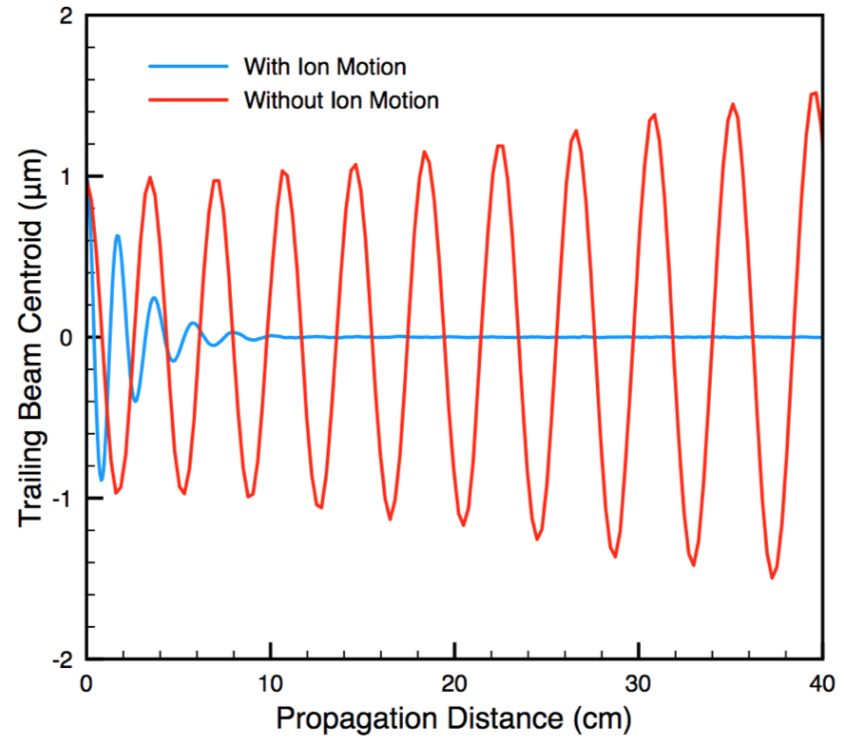 2
With Ion Motion
Without Ion Motion
1
0
-1
-2
Trailing Beam Centroid (μm)
0 10 20 30 40
Propagation Distance (cm)